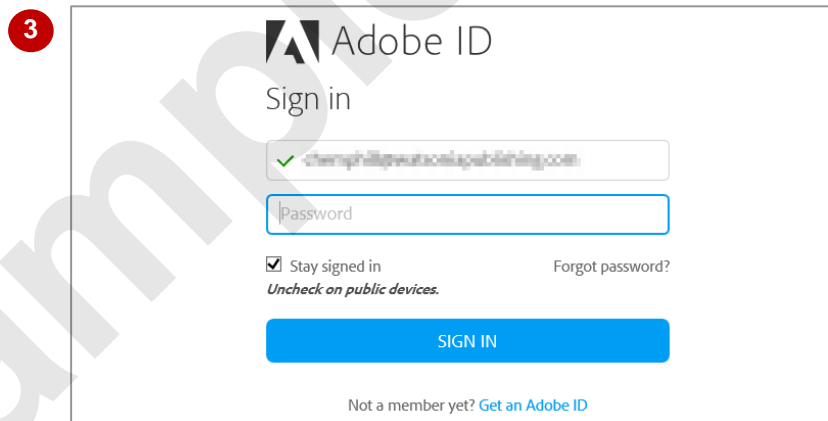 3
Adobe ID
Sign in
Password
Stay signed in
Forgot password?
Uncheck on public devices.
SIGN IN
Not a member yet? Get an Adobe ID